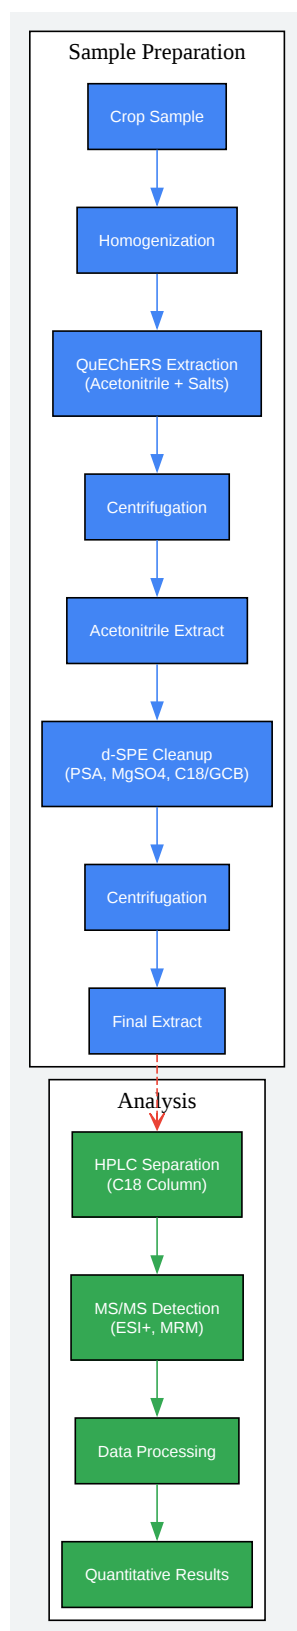 Sample Preparation
Crop Sample
Homogenization
QuEChERS Extraction
(Acetonitrile + Salts)
Centrifugation
Acetonitrile Extract
d-SPE Cleanup
(PSA, MgSO4, C18/GCB)
Centrifugation
Final Extract
Analysis
HPLC Separation
(C18 Column)
MS/MS Detection
(ESI+, MRM)
Data Processing
Quantitative Results